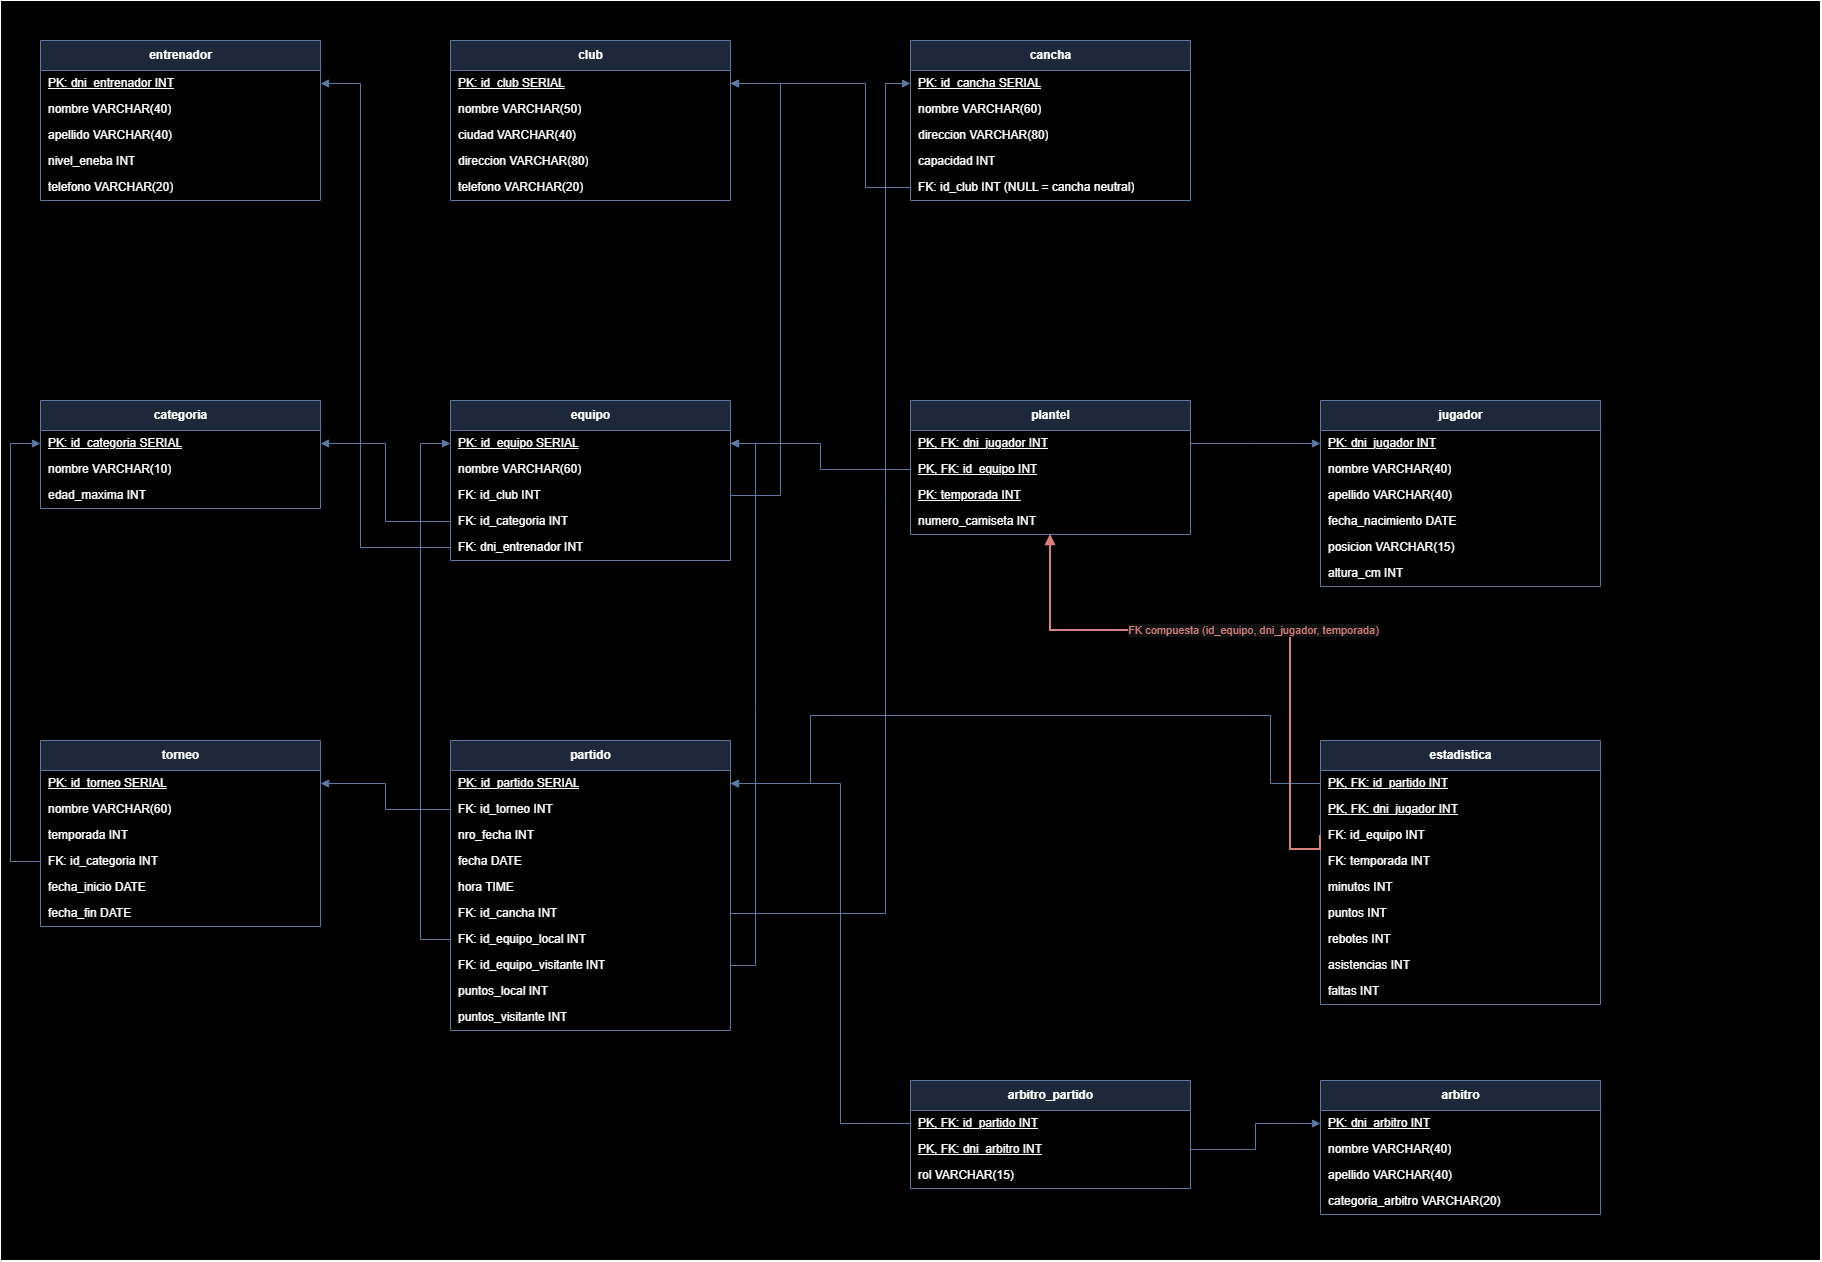 entrenador
PK: dni_entrenador INT
nombre VARCHAR(40)
apellido VARCHAR(40)
nivel_eneba INT
telefono VARCHAR(20)
club
PK: id_club SERIAL
nombre VARCHAR(50)
ciudad VARCHAR(40)
direccion VARCHAR(80)
telefono VARCHAR(20)
cancha
PK: id_cancha SERIAL
nombre VARCHAR(60)
direccion VARCHAR(80)
capacidad INT
FK: id_club INT (NULL = cancha neutral)
categoria
PK: id_categoria SERIAL
nombre VARCHAR(10)
edad_maxima INT
equipo
PK: id_equipo SERIAL
nombre VARCHAR(60)
FK: id_club INT
FK: id_categoria INT
FK: dni_entrenador INT
plantel
PK, FK: dni_jugador INT
PK, FK: id_equipo INT
PK: temporada INT
numero_camiseta INT
jugador
PK: dni_jugador INT
nombre VARCHAR(40)
apellido VARCHAR(40)
fecha_nacimiento DATE
posicion VARCHAR(15)
altura_cm INT
FK compuesta (id_equipo, dni_jugador, temporada)
torneo
PK: id_torneo SERIAL
nombre VARCHAR(60)
temporada INT
FK: id_categoria INT
fecha_inicio DATE
fecha_fin DATE
partido
PK: id_partido SERIAL
FK: id_torneo INT
nro_fecha INT
fecha DATE
hora TIME
FK: id_cancha INT
FK: id_equipo_local INT
FK: id_equipo_visitante INT
puntos_local INT
puntos_visitante INT
estadistica
PK, FK: id_partido INT
PK, FK: dni_jugador INT
FK: id_equipo INT
FK: temporada INT
minutos INT
puntos INT
rebotes INT
asistencias INT
faltas INT
arbitro_partido
PK, FK: id_partido INT
PK, FK: dni_arbitro INT
rol VARCHAR(15)
arbitro
PK: dni_arbitro INT
nombre VARCHAR(40)
apellido VARCHAR(40)
categoria_arbitro VARCHAR(20)